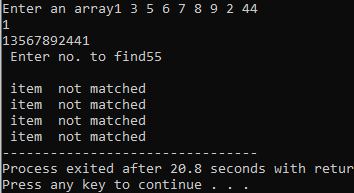 Enter an array1 3 5 6 7 8 9 2 44
1
13567892441
Enter no. to find55
item  not matched
item  not matched
item  not matched
item  not matched
--------------------------------
Process exited after 20.8 seconds with retur
Press any key to continue . . .